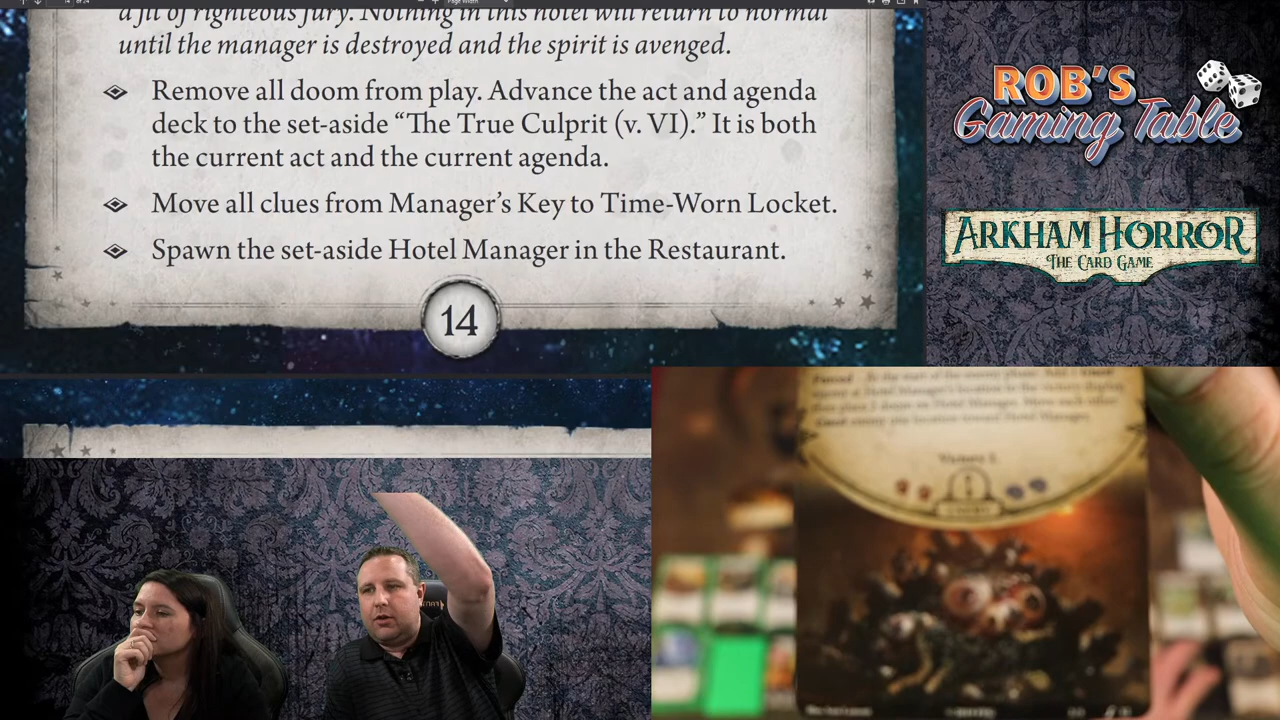 a fit of righteous fury. Nothing in this hotel will return to normal
until the manager is destroyed and the spirit is avenged.
Remove all doom from play. Advance the act and agenda
deck to the set-aside “The True Culprit (v. VI).” It is both
the current act and the current agenda.
Move all clues from Manager’s Key to Time-Worn Locket.
Spawn the set-aside Hotel Manager in the Restaurant.
14
ROB'S
Gaming Table
ARKHAM HORROR
THE CARD GAME
Victory 2.